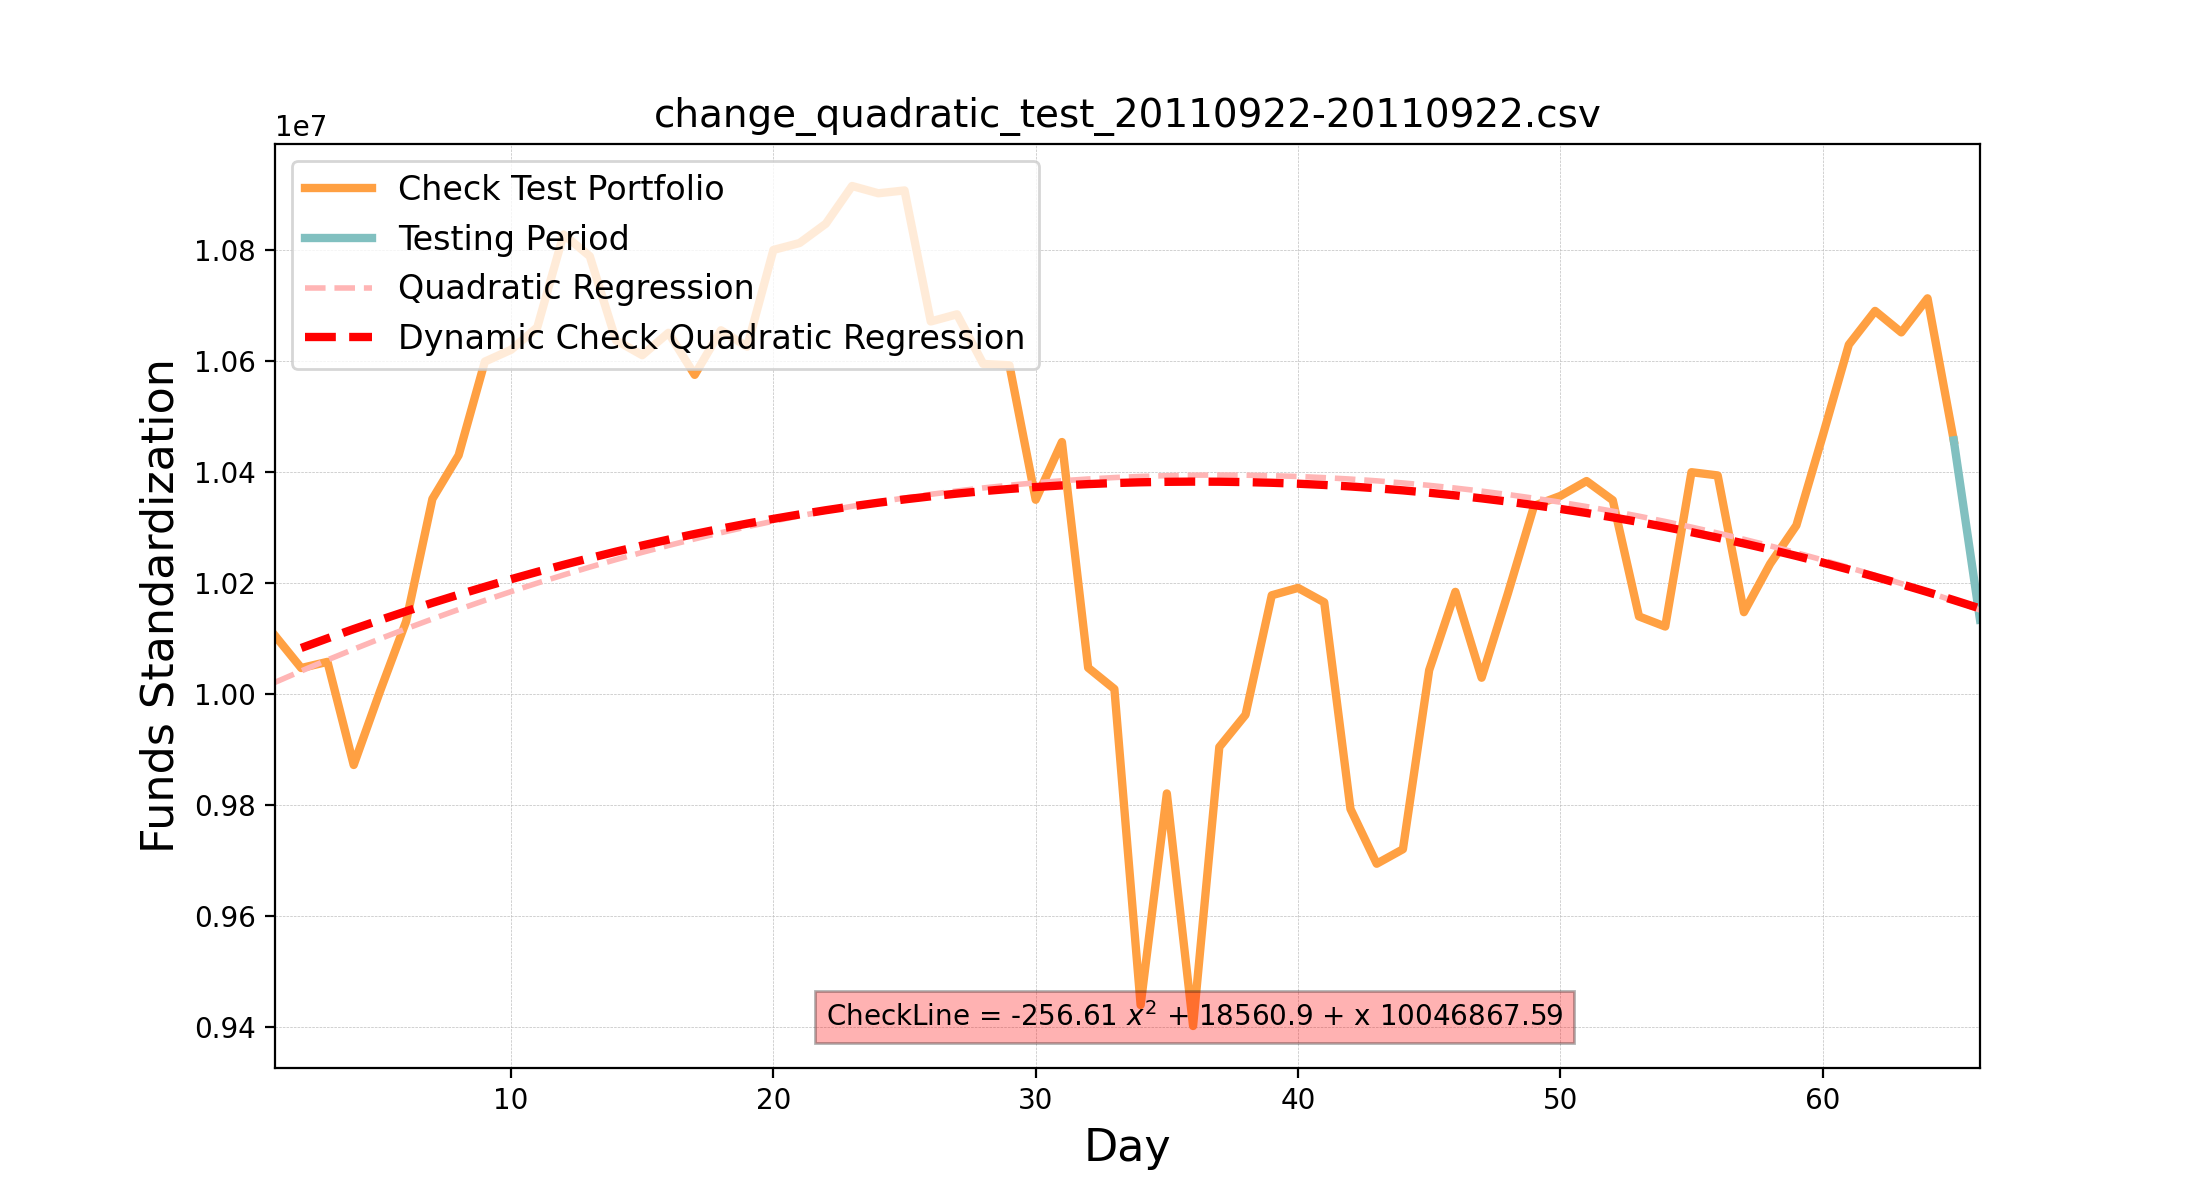 change_quadratic_test_20110922-20110922.csv
1e7
Check Test Portfolio
Testing Period
Quadratic Regression
Dynamic Check Quadratic Regression
1.08
1.06
1.04
1.02
1.00
0.98
0.96
0.94
Funds Standardization
CheckLine = -256.61 x² + 18560.9 + x 10046867.59
10 20 30 40 50 60
Day